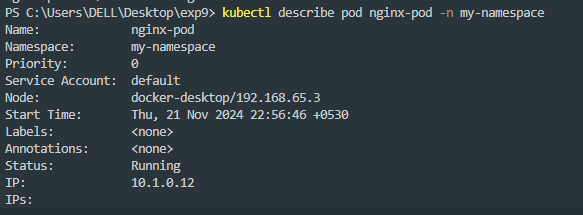 PS C:\Users\DELL\Desktop\exp9> kubectl describe pod nginx-pod -n my-namespace
Name:             nginx-pod
Namespace:        my-namespace
Priority:         0
Service Account:  default
Node:             docker-desktop/192.168.65.3
Start Time:       Thu, 21 Nov 2024 22:56:46 +0530
Labels:           <none>
Annotations:      <none>
Status:           Running
IP:               10.1.0.12
IPs: